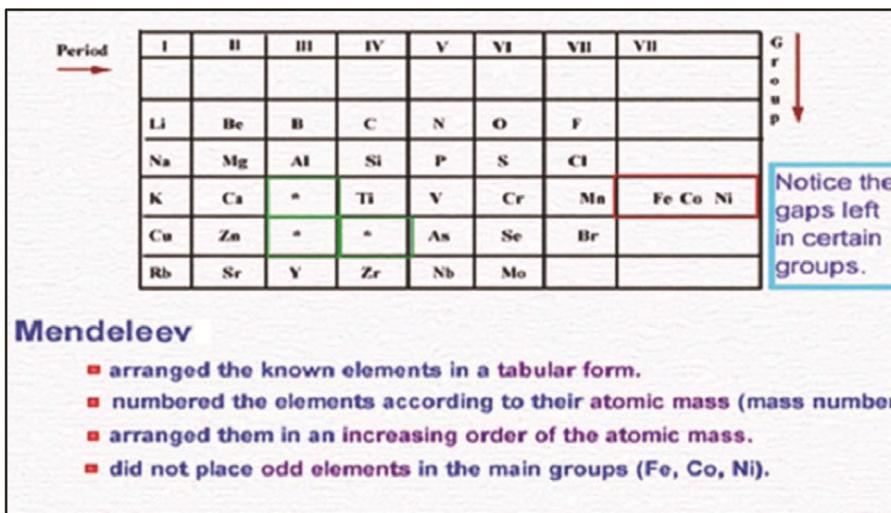 Period I II III IV V VI VII VII Group
Li Be B C N O F
Na Mg Al Si P S Cl
K Ca * Ti V Cr Mn Fe Co Ni
Cu Zn * * As Se Br
Rb Sr Y Zr Nb Mo
Notice the
gaps left
in certain
groups.
Mendeleev
arranged the known elements in a tabular form.
numbered the elements according to their atomic mass (mass number
arranged them in an increasing order of the atomic mass.
did not place odd elements in the main groups (Fe, Co, Ni).